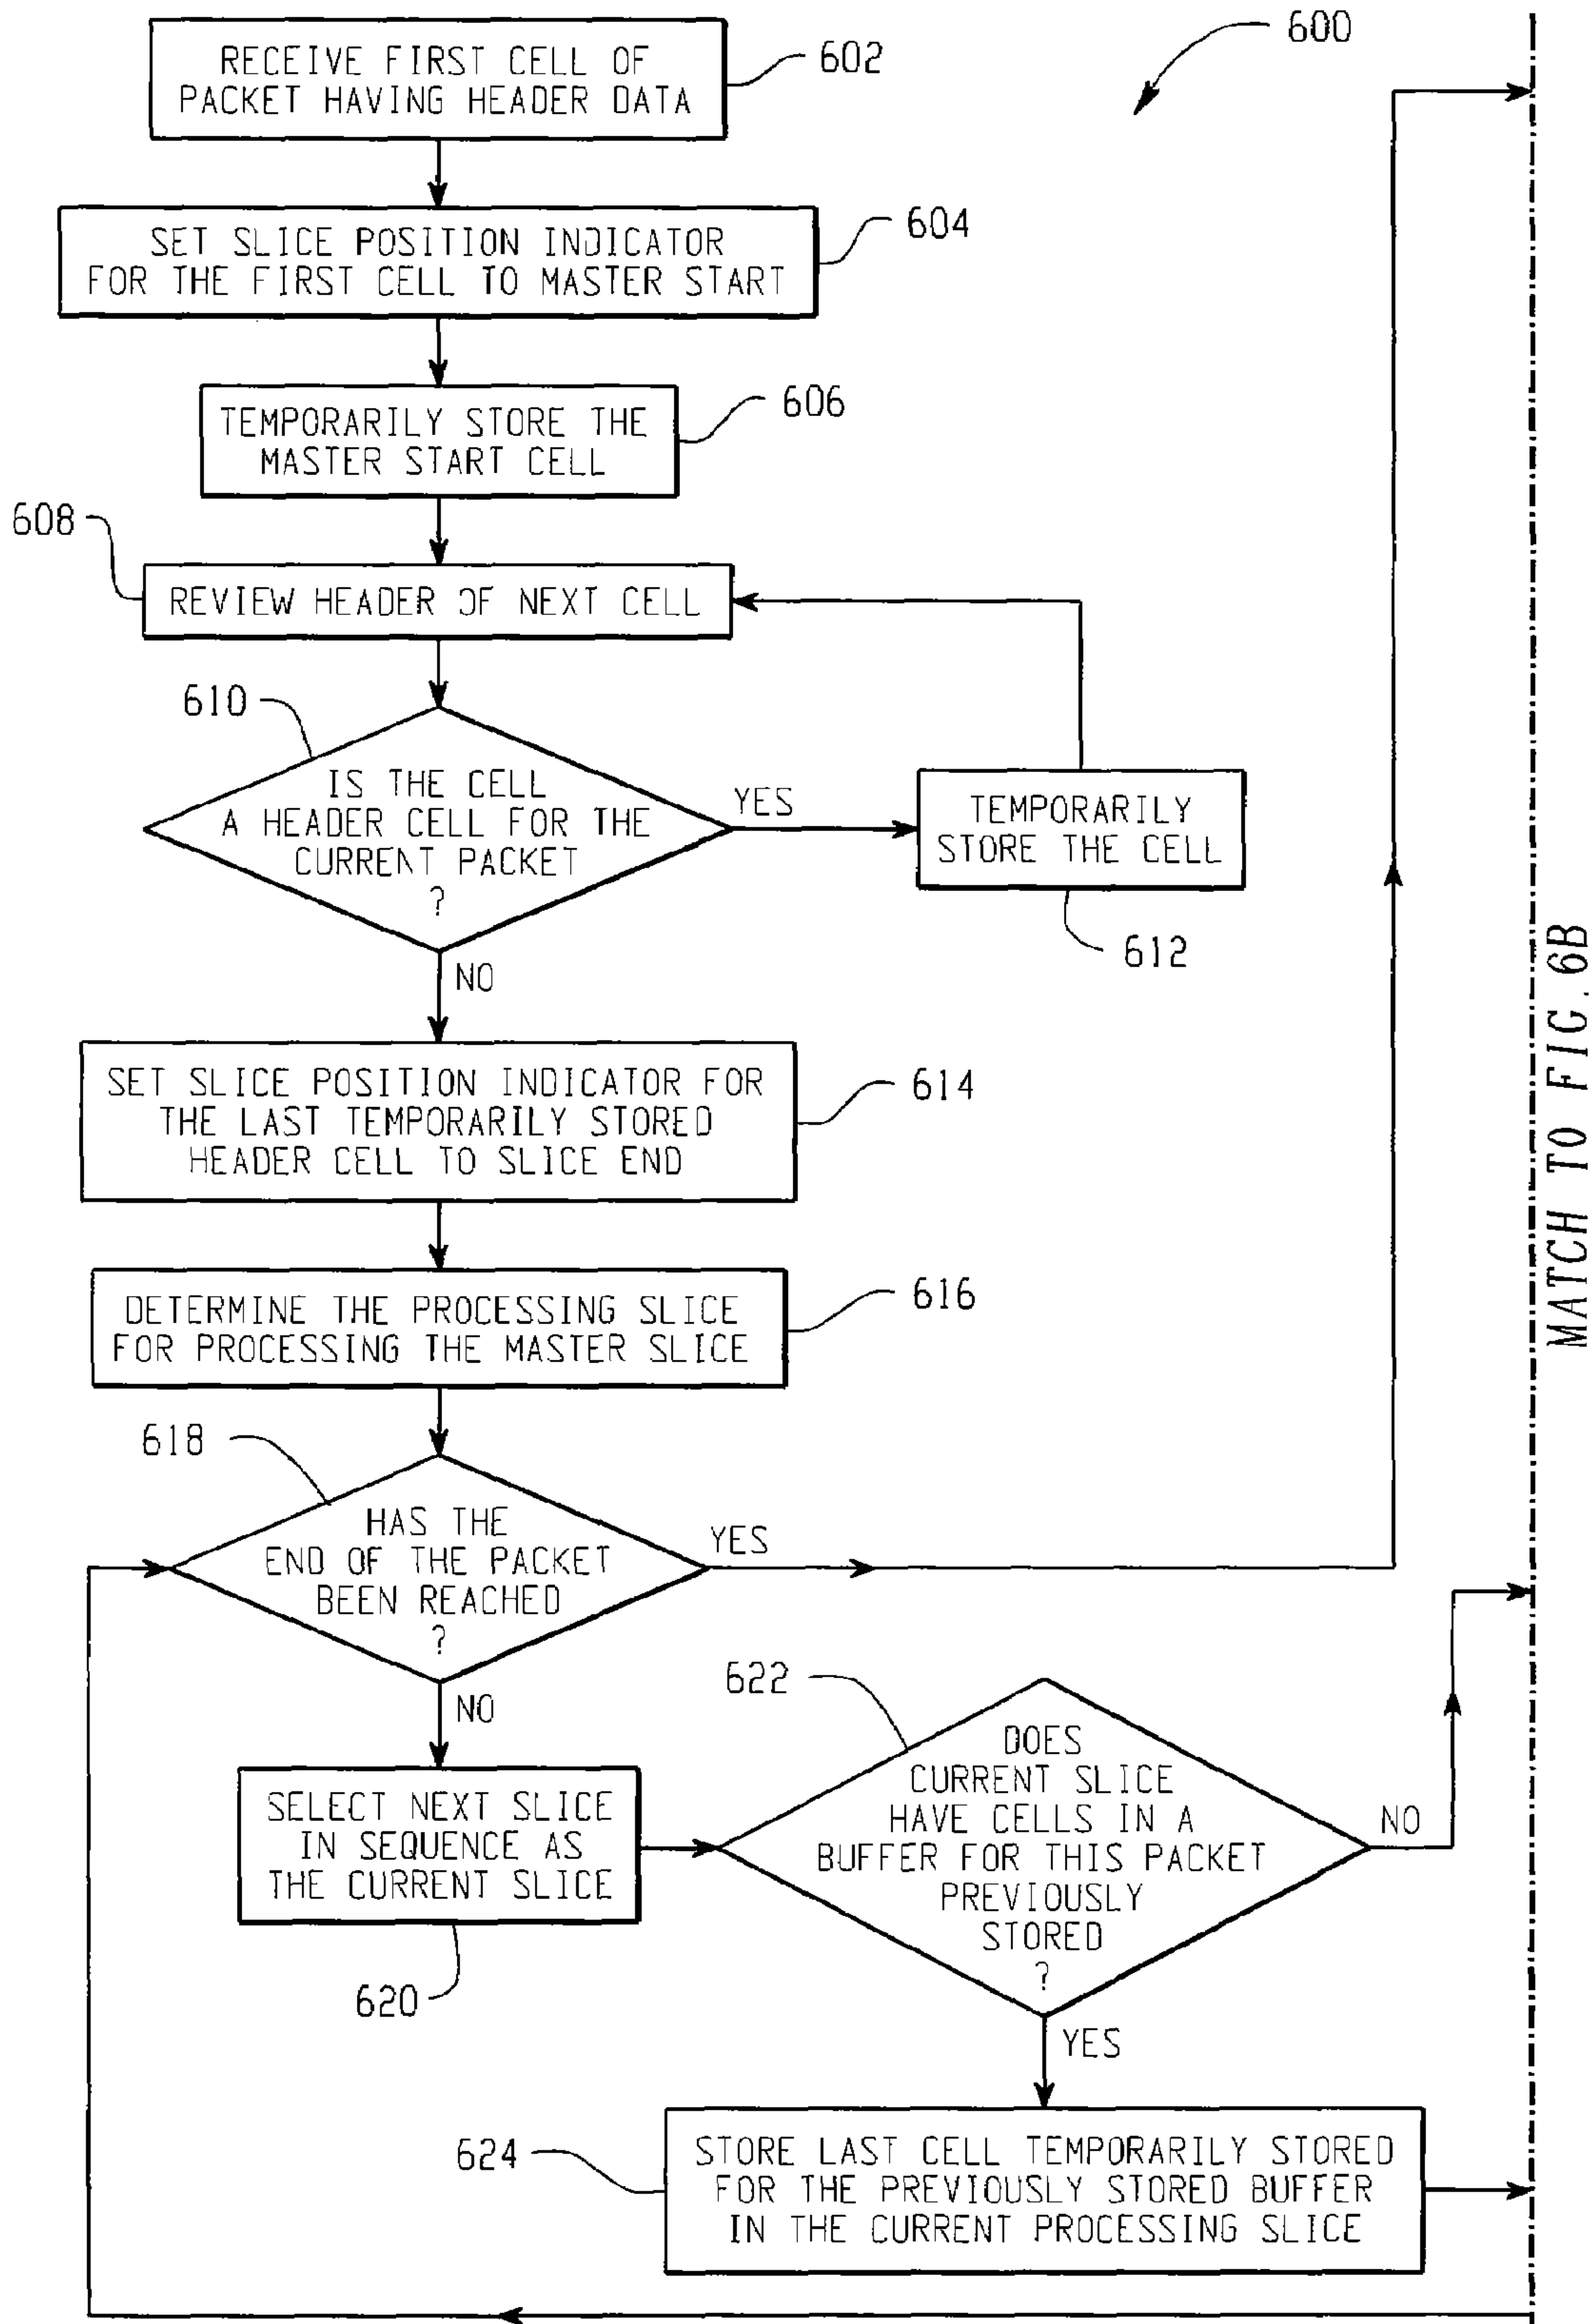 600
RECEIVE FIRST CELL OF
PACKET HAVING HEADER DATA
602
SET SLICE POSITION INDICATOR
FOR THE FIRST CELL TO MASTER START
604
TEMPORARILY STORE THE
MASTER START CELL
606
608
REVIEW HEADER OF NEXT CELL
610
IS THE CELL
A HEADER CELL FOR THE
CURRENT PACKET
?
YES
TEMPORARILY
STORE THE CELL
612
NO
SET SLICE POSITION INDICATOR FOR
THE LAST TEMPORARILY STORED
HEADER CELL TO SLICE END
614
DETERMINE THE PROCESSING SLICE
FOR PROCESSING THE MASTER SLICE
616
618
HAS THE
END OF THE PACKET
BEEN REACHED
?
YES
NO
SELECT NEXT SLICE
IN SEQUENCE AS
THE CURRENT SLICE
620
622
DOES
CURRENT SLICE
HAVE CELLS IN A
BUFFER FOR THIS PACKET
PREVIOUSLY
STORED
?
NO
YES
624
STORE LAST CELL TEMPORARILY STORED
FOR THE PREVIOUSLY STORED BUFFER
IN THE CURRENT PROCESSING SLICE
MATCH TO FIG. 6B